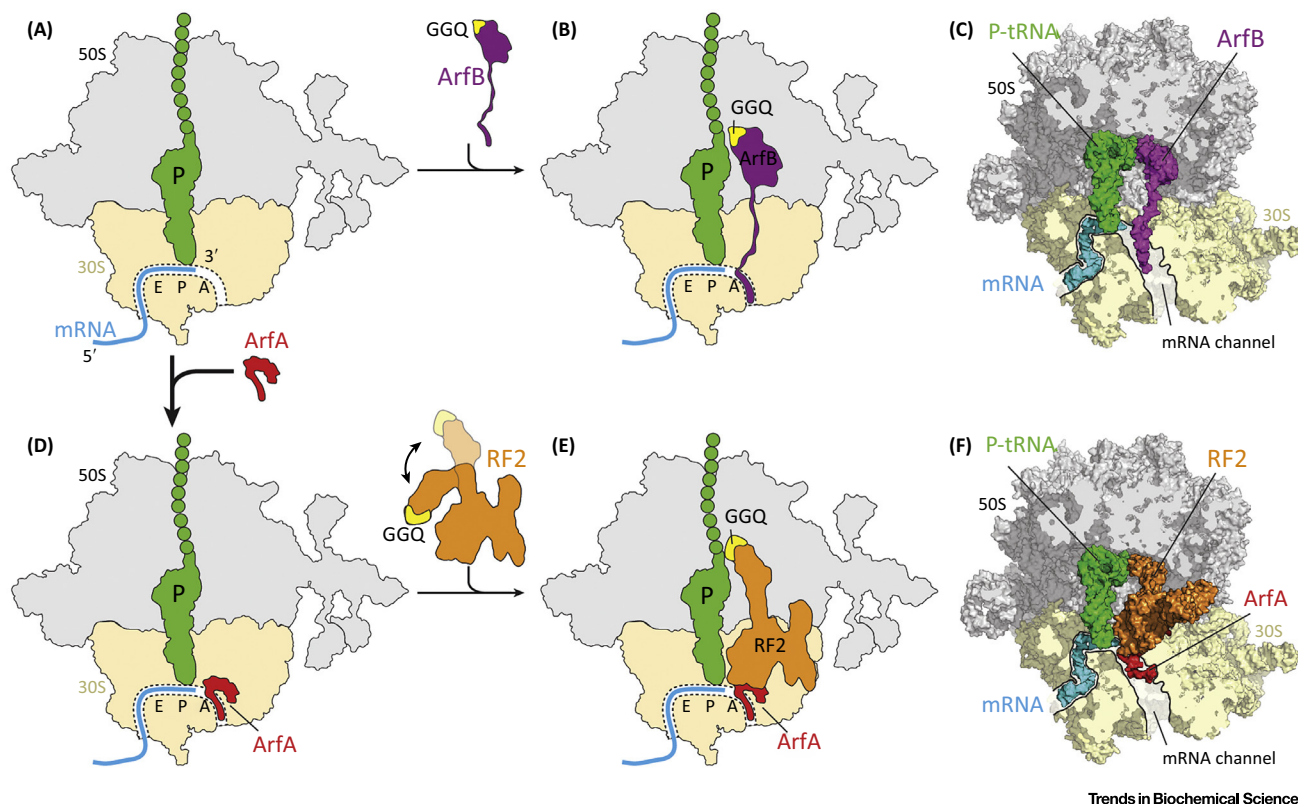 (A)
50S
P
30S
3′
E P A
mRNA
5′
GGQ
ArfB
(B)
GGQ
ArfB
P
E P A
(C)
P-tRNA
ArfB
50S
30S
mRNA
mRNA channel
ArfA
(D)
50S
P
30S
E P A
ArfA
RF2
GGQ
(E)
GGQ
P
RF2
E P A
ArfA
(F)
P-tRNA
RF2
50S
ArfA
30S
mRNA
mRNA channel
Trends in Biochemical Science